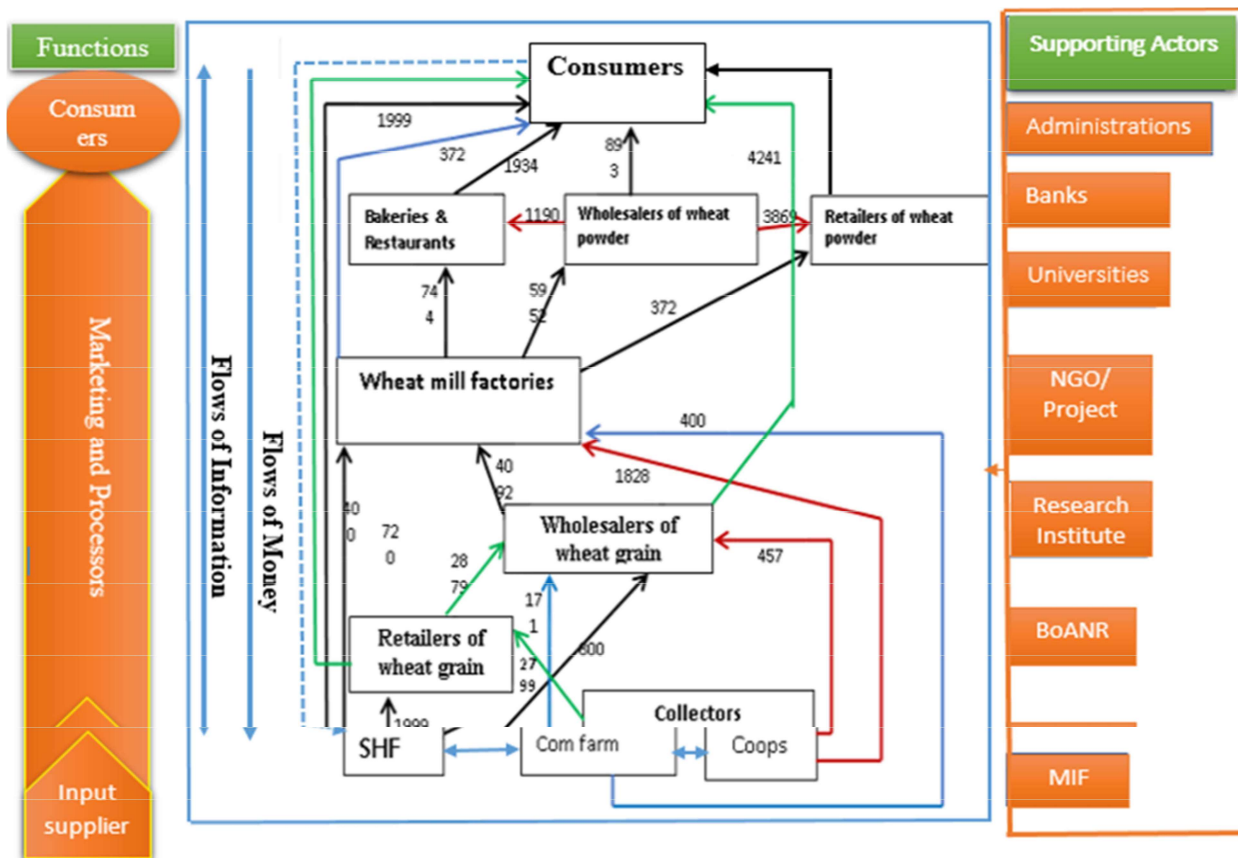 Functions
Consum
ers
Marketing and Processors
Input
supplier
Flows of Information
Flows of Money
Consumers
1999
372
1934
89
3
4241
Bakeries &
Restaurants
1190
Wholesalers of wheat
powder
3869
Retailers of wheat
powder
74
4
59
52
372
Wheat mill factories
400
1828
40
92
40
0
72
0
Wholesalers of
wheat grain
457
28
79
17
1
Retailers of
wheat grain
27
99
800
1999
Collectors
SHF
Com farm
Coops
Supporting Actors
Administrations
Banks
Universities
NGO/
Project
Research
Institute
BoANR
MIF